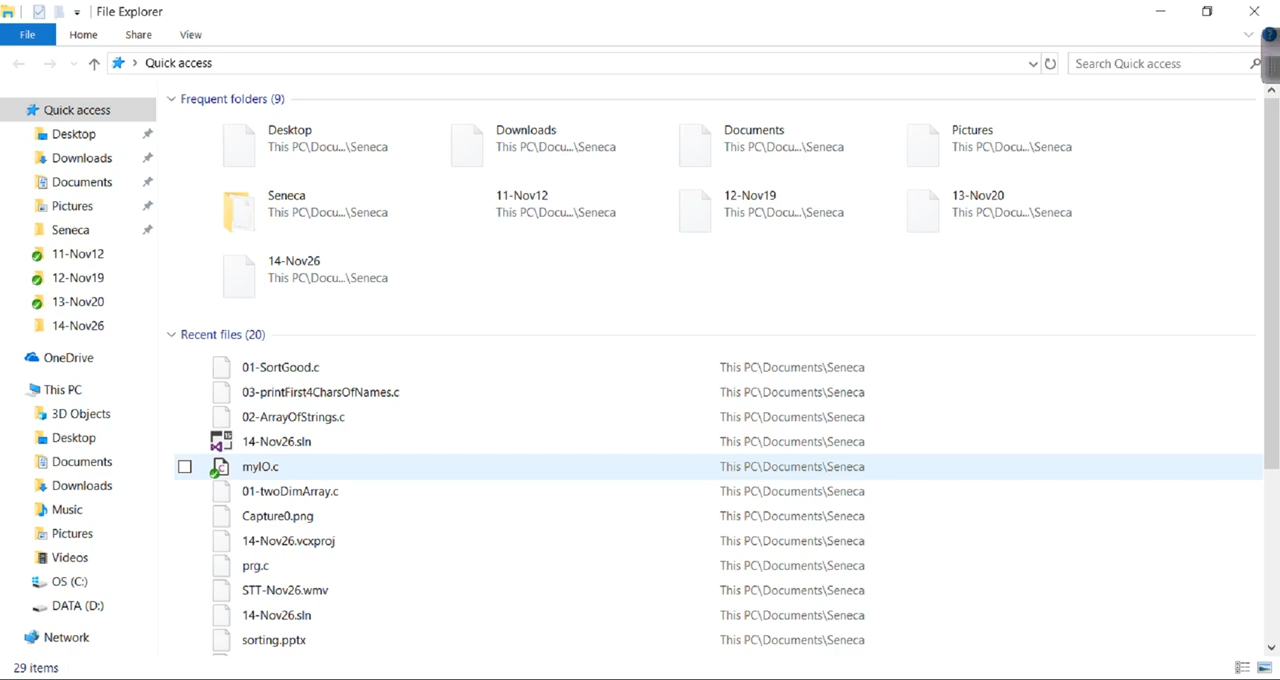 File Explorer
File Home Share View
Quick access Search Quick access
Quick access
Desktop
Downloads
Documents
Pictures
Seneca
11-Nov12
12-Nov19
13-Nov20
14-Nov26
OneDrive
This PC
3D Objects
Desktop
Documents
Downloads
Music
Pictures
Videos
OS (C:)
DATA (D:)
Network
Frequent folders (9)
Desktop
This PC\Docu...\Seneca
Downloads
This PC\Docu...\Seneca
Documents
This PC\Docu...\Seneca
Pictures
This PC\Docu...\Seneca
Seneca
This PC\Docu...\Seneca
11-Nov12
This PC\Docu...\Seneca
12-Nov19
This PC\Docu...\Seneca
13-Nov20
This PC\Docu...\Seneca
14-Nov26
This PC\Docu...\Seneca
Recent files (20)
01-SortGood.c This PC\Documents\Seneca
03-printFirst4CharsOfNames.c This PC\Documents\Seneca
02-ArrayOfStrings.c This PC\Documents\Seneca
14-Nov26.sln This PC\Documents\Seneca
myIO.c This PC\Documents\Seneca
01-twoDimArray.c This PC\Documents\Seneca
Capture0.png This PC\Documents\Seneca
14-Nov26.vcxproj This PC\Documents\Seneca
prg.c This PC\Documents\Seneca
STT-Nov26.wmv This PC\Documents\Seneca
14-Nov26.sln This PC\Documents\Seneca
sorting.pptx This PC\Documents\Seneca
29 items